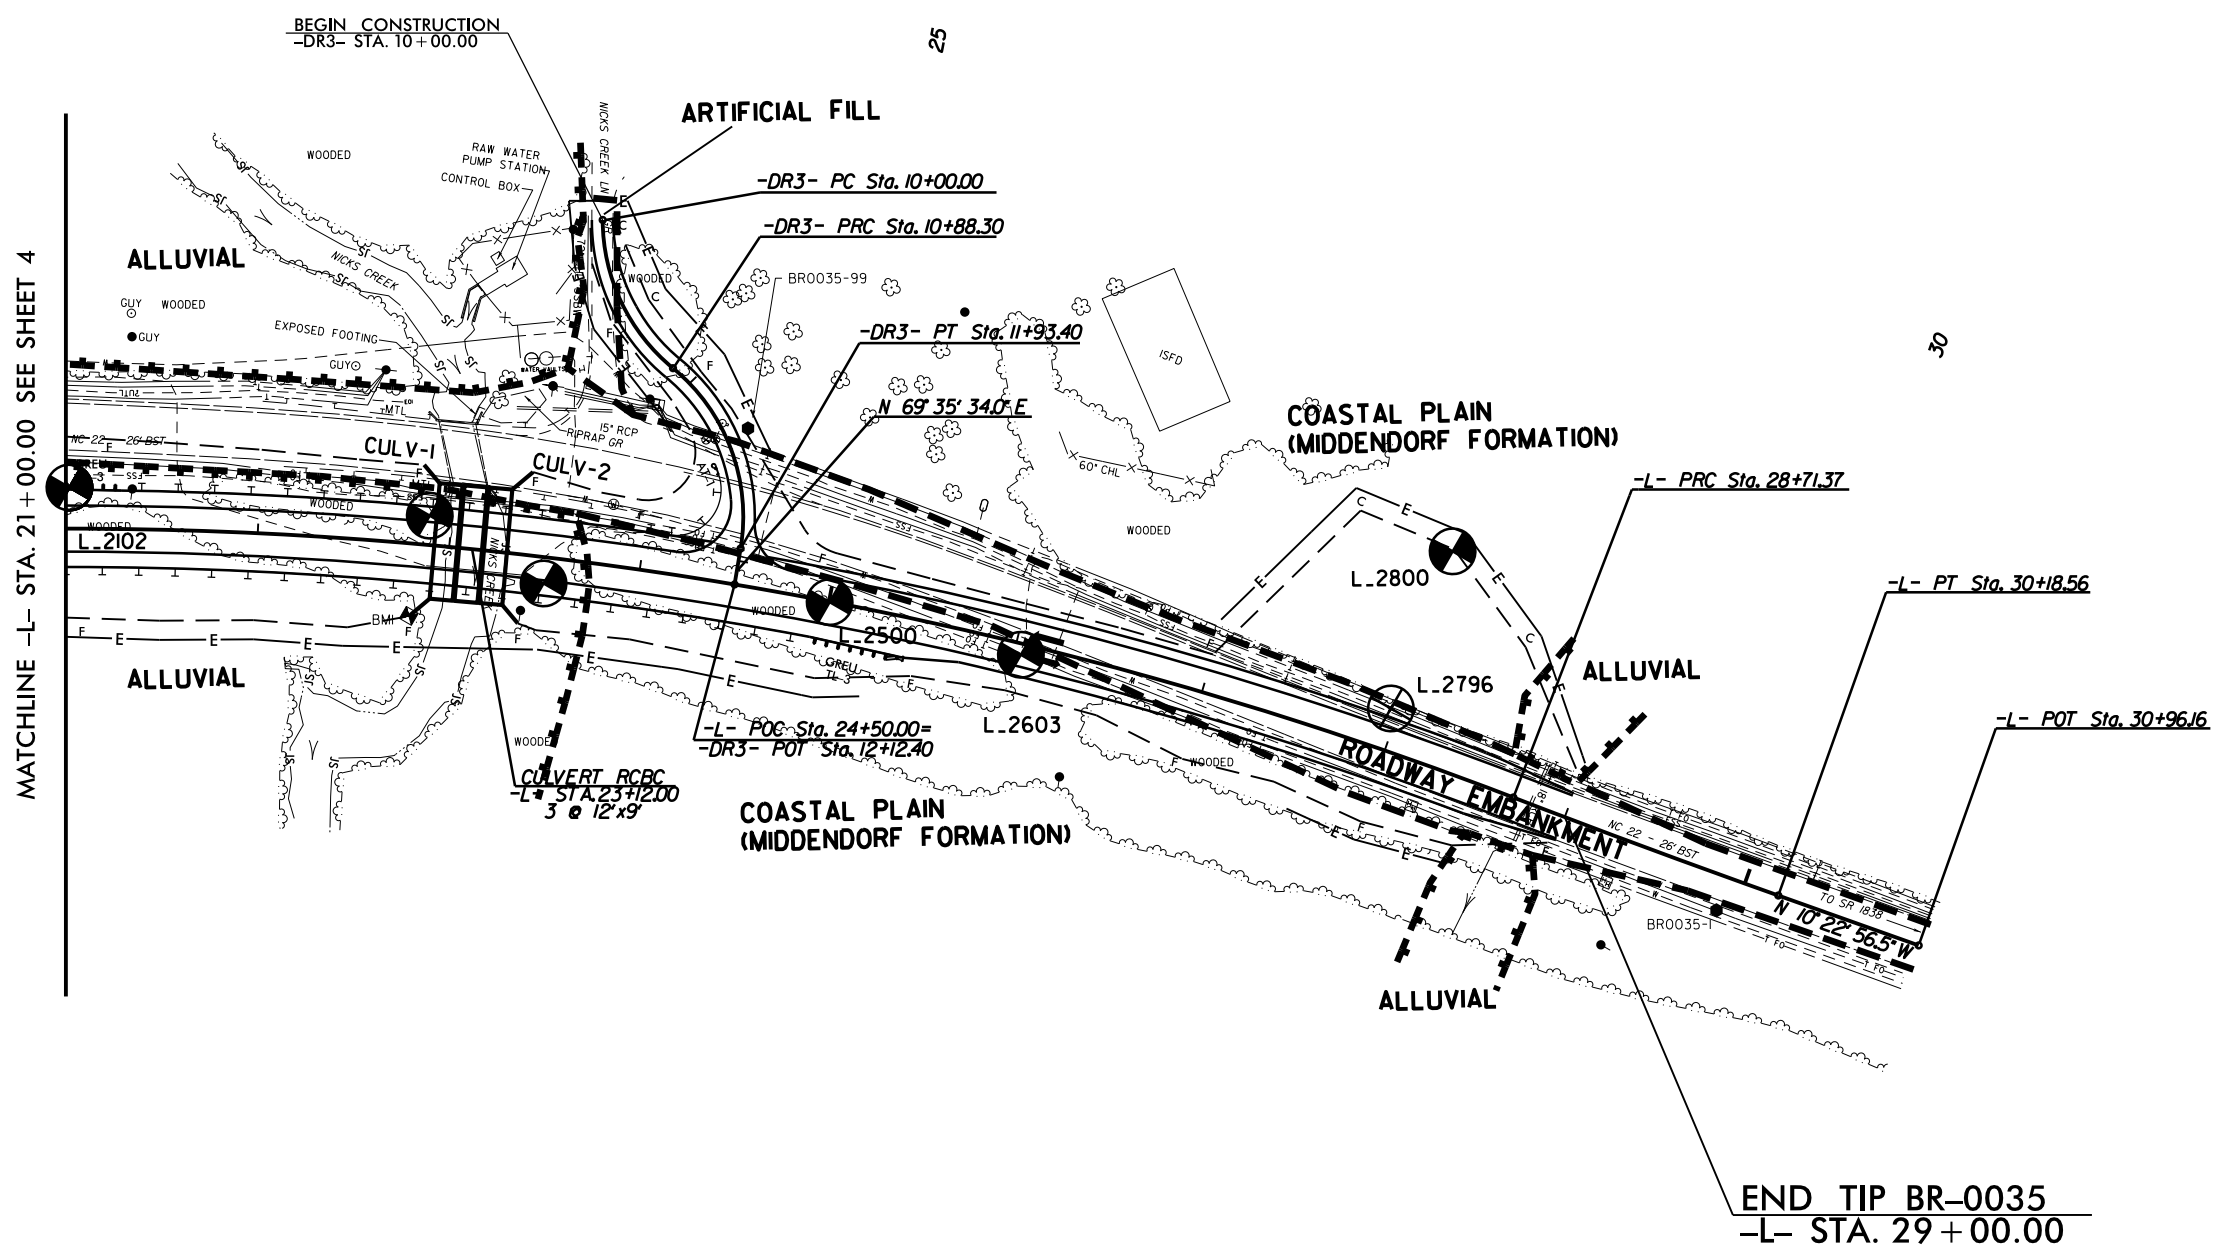 BEGIN CONSTRUCTION
-DR3- STA. 10+00.00
25
ARTIFICIAL FILL
NICKS CREEK LN
WOODED
RAW WATER
PUMP STATION
CONTROL BOX
-DR3- PC Sta. 10+00.00
-DR3- PRC Sta. 10+88.30
E
C
ALLUVIAL
NICKS CREEK
WOODED
BR0035-99
GUY
WOODED
GUY
EXPOSED FOOTING
GUY
-DR3- PT Sta. 11+93.40
ISFD
30
MATCHLINE -L- STA. 21+00.00 SEE SHEET 4
N 69° 35' 34.0" E
COASTAL PLAIN
(MIDDENDORF FORMATION)
15" RCP
RIPRAP GR
NC 22
26' BST
CULV-1
CULV-2
60" CHL
-L- PRC Sta. 28+71.37
WOODED
WOODED
WOODED
L_2102
NICKS CREEK
L_2800
-L- PT Sta. 30+18.56
BM1
WOODED
L_2500
GREU
TL-3
ALLUVIAL
ALLUVIAL
L_2796
L_2603
-L- POT Sta. 30+96.16
-L- POC Sta. 24+50.00=
-DR3- POT Sta. 12+12.40
WOODED
CULVERT RCBC
-L- STA.23+12.00
3 @ 12'x9'
COASTAL PLAIN
(MIDDENDORF FORMATION)
WOODED
ROADWAY EMBANKMENT
NC 22 - 26' BST
TO SR 1838
N 10° 22' 56.5" W
BR0035-1
ALLUVIAL
END TIP BR-0035
-L- STA. 29+00.00